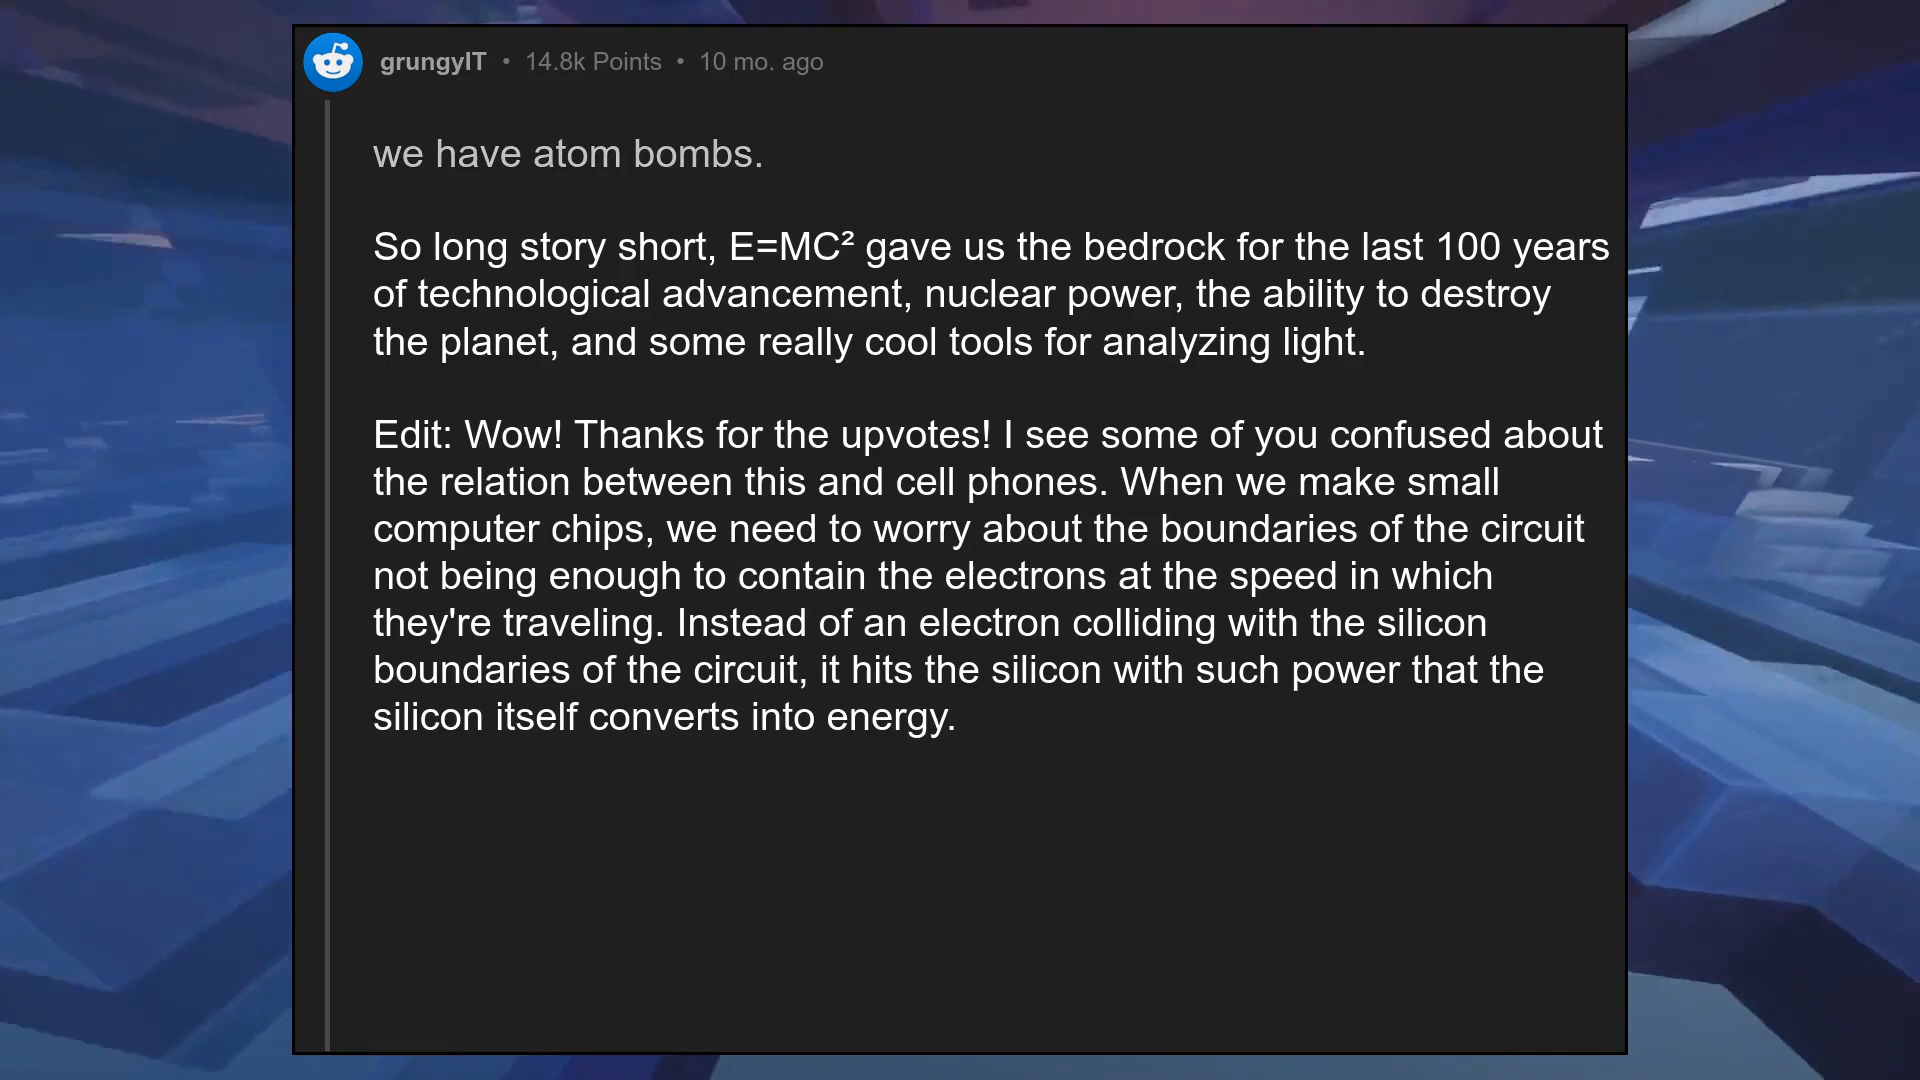 grungyIT • 14.8k Points • 10 mo. ago
we have atom bombs.
So long story short, E=MC² gave us the bedrock for the last 100 years
of technological advancement, nuclear power, the ability to destroy
the planet, and some really cool tools for analyzing light.
Edit: Wow! Thanks for the upvotes! I see some of you confused about
the relation between this and cell phones. When we make small
computer chips, we need to worry about the boundaries of the circuit
not being enough to contain the electrons at the speed in which
they're traveling. Instead of an electron colliding with the silicon
boundaries of the circuit, it hits the silicon with such power that the
silicon itself converts into energy.